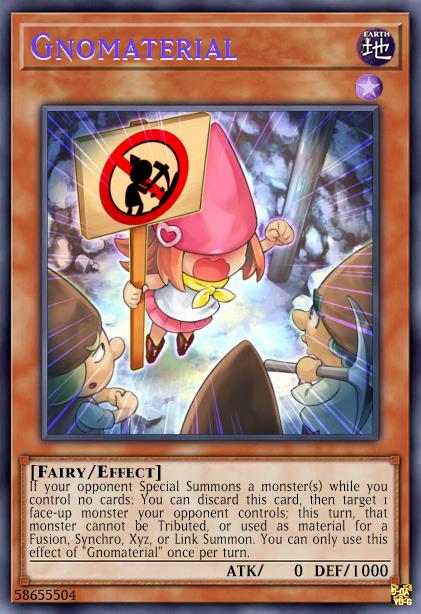 Gnomaterial
EARTH
地
[Fairy/Effect]
If your opponent Special Summons a monster(s) while you
control no cards: You can discard this card, then target 1
face-up monster your opponent controls; this turn, that
monster cannot be Tributed, or used as material for a
Fusion, Synchro, Xyz, or Link Summon. You can only use this
effect of "Gnomaterial" once per turn.
ATK/ 0 DEF/1000
58655504